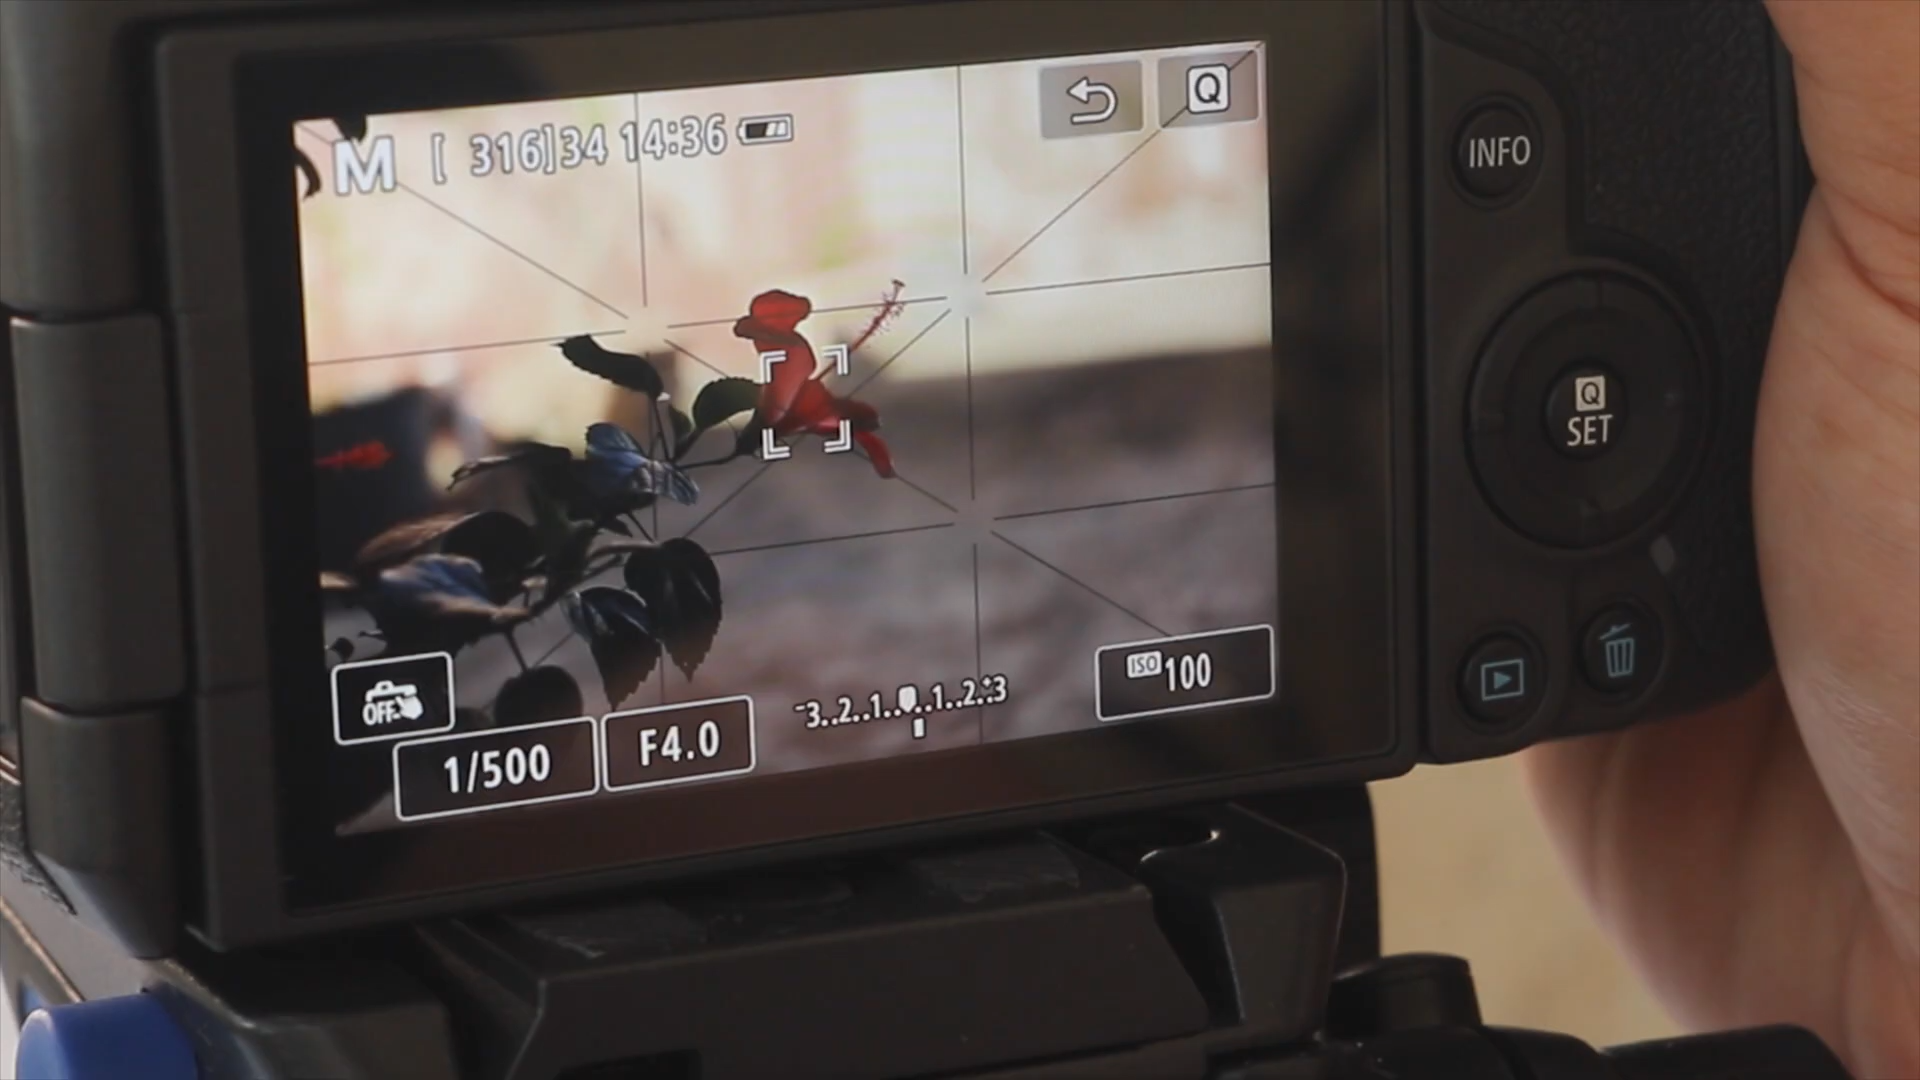 M [ 316]34 14:36
Q
INFO
Q
SET
OFF
1/500
F4.0
-3..2..1....1..2..+3
ISO 100